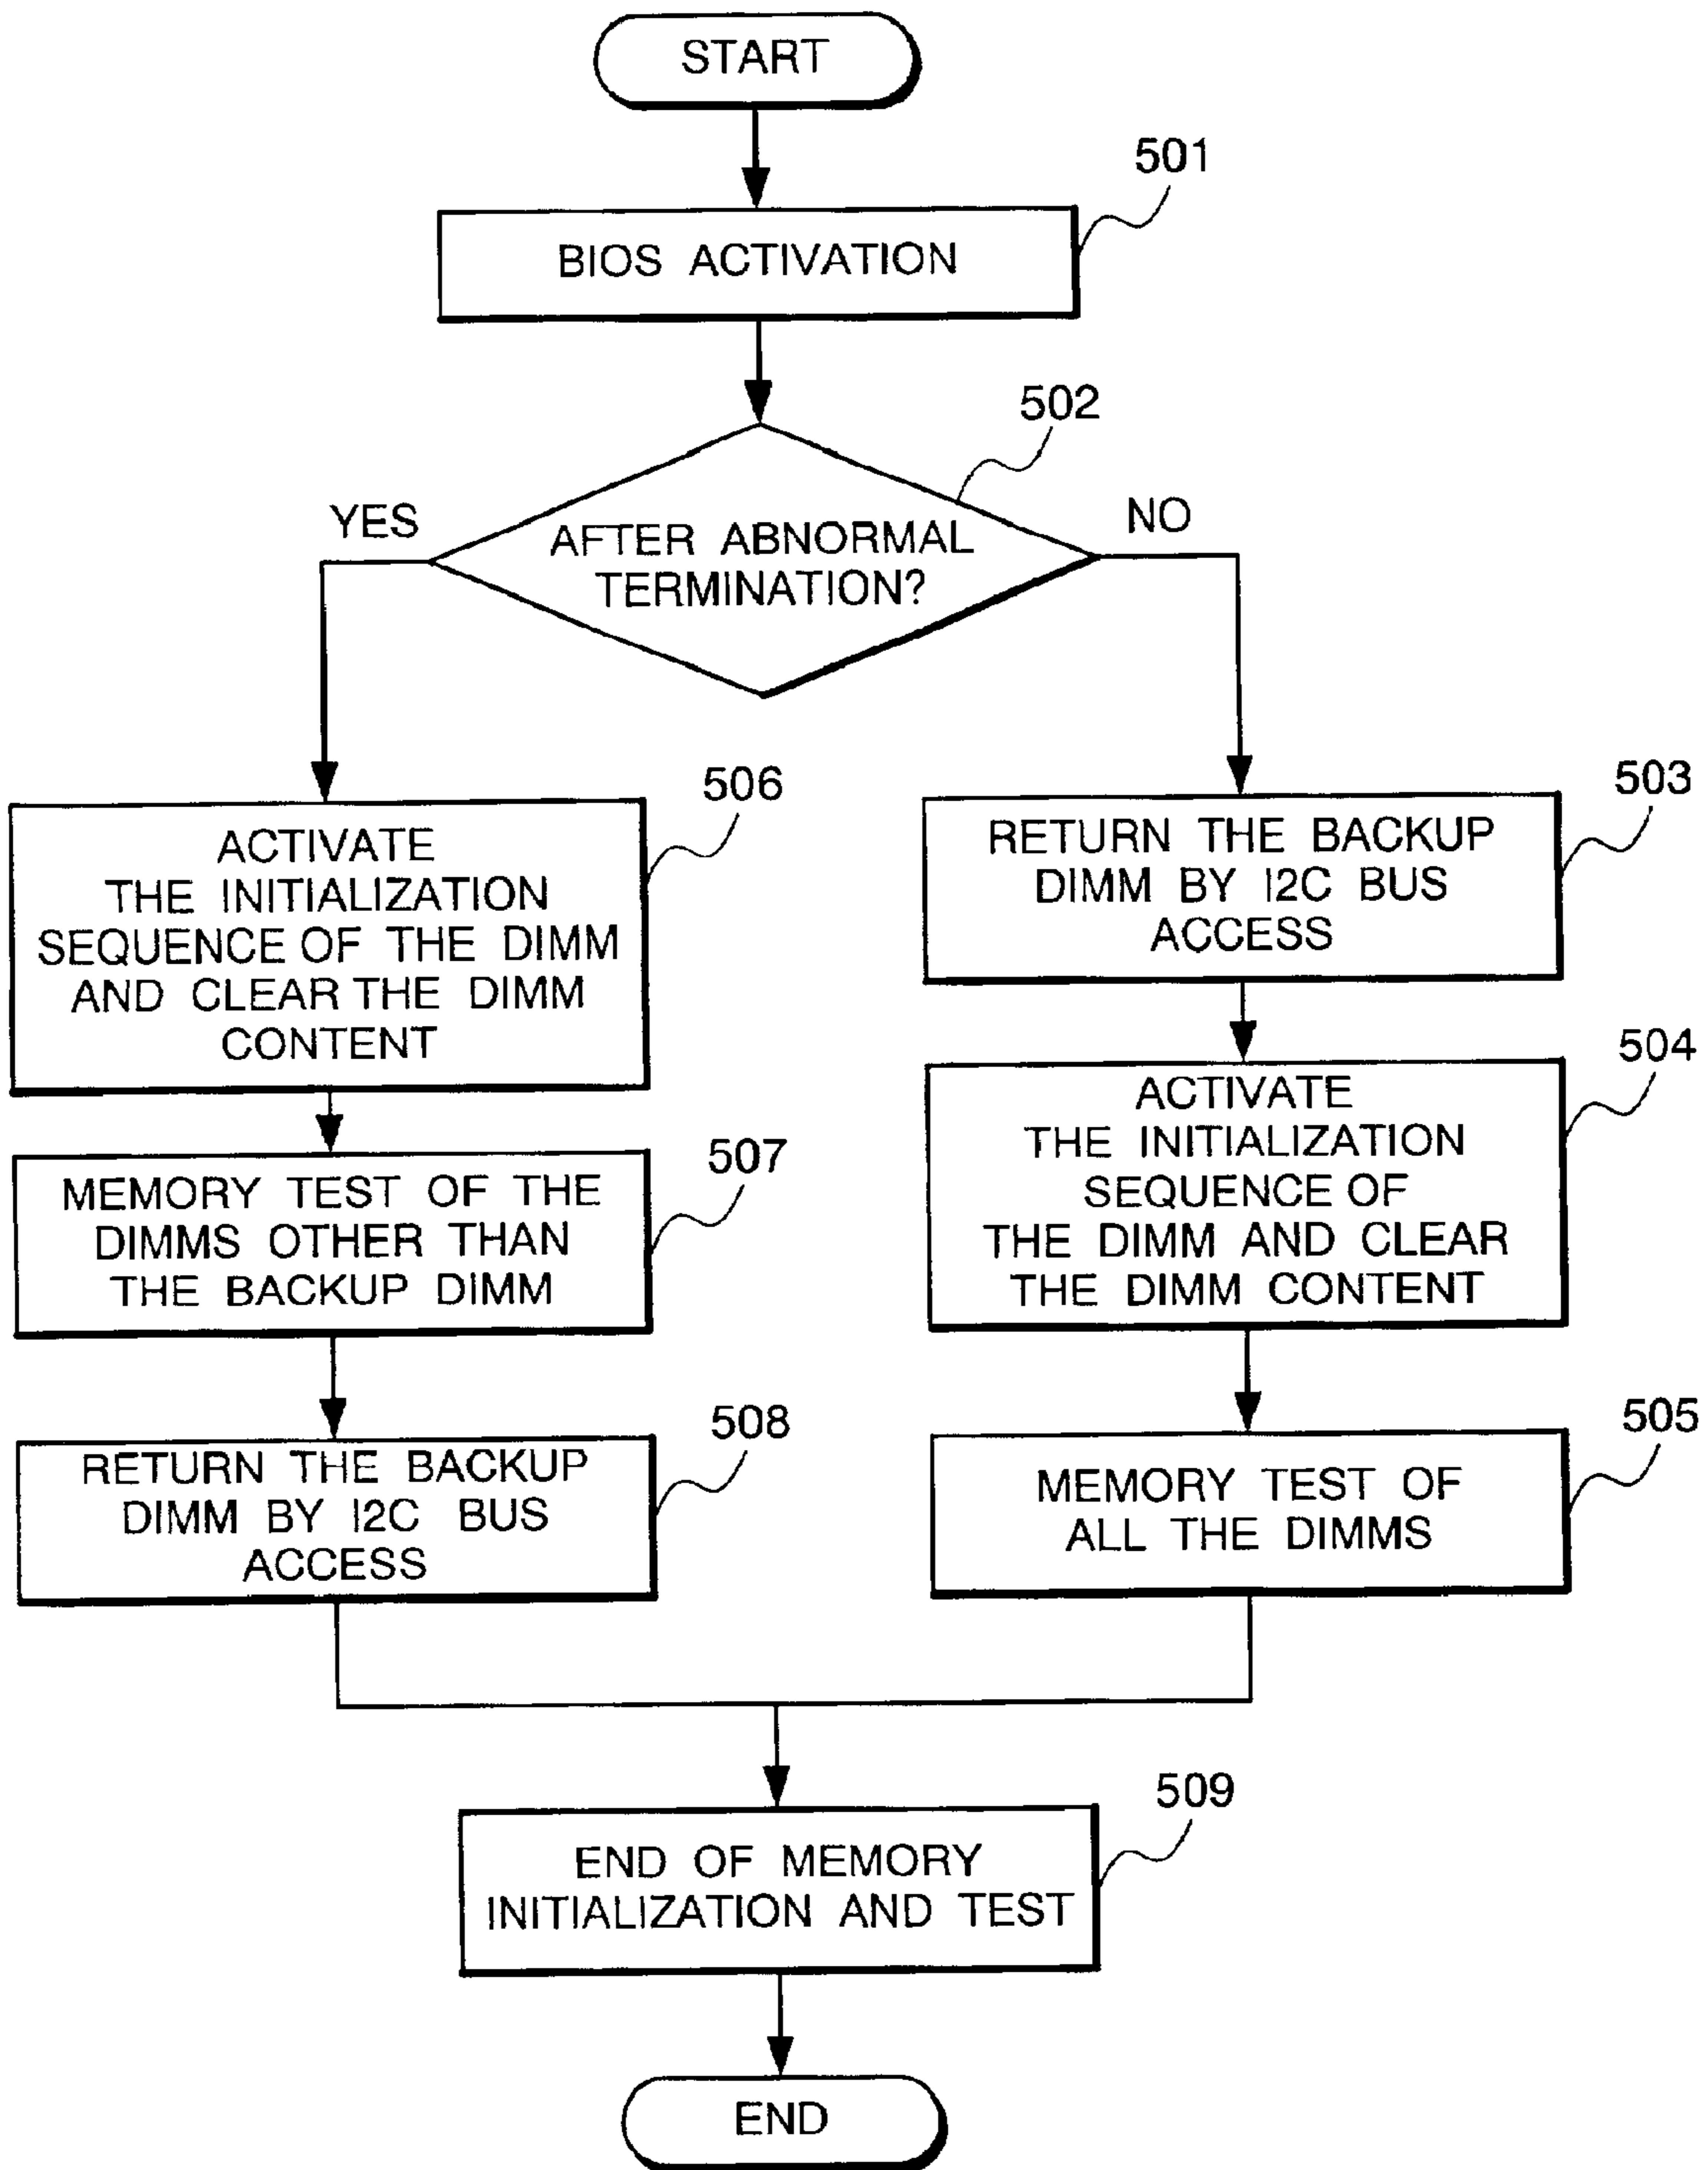 START
501
BIOS ACTIVATION
502
YES
NO
AFTER ABNORMAL
TERMINATION?
506
ACTIVATE
THE INITIALIZATION
SEQUENCE OF THE DIMM
AND CLEAR THE DIMM
CONTENT
507
MEMORY TEST OF THE
DIMMS OTHER THAN
THE BACKUP DIMM
508
RETURN THE BACKUP
DIMM BY I2C BUS
ACCESS
503
RETURN THE BACKUP
DIMM BY I2C BUS
ACCESS
504
ACTIVATE
THE INITIALIZATION
SEQUENCE OF
THE DIMM AND CLEAR
THE DIMM CONTENT
505
MEMORY TEST OF
ALL THE DIMMS
509
END OF MEMORY
INITIALIZATION AND TEST
END